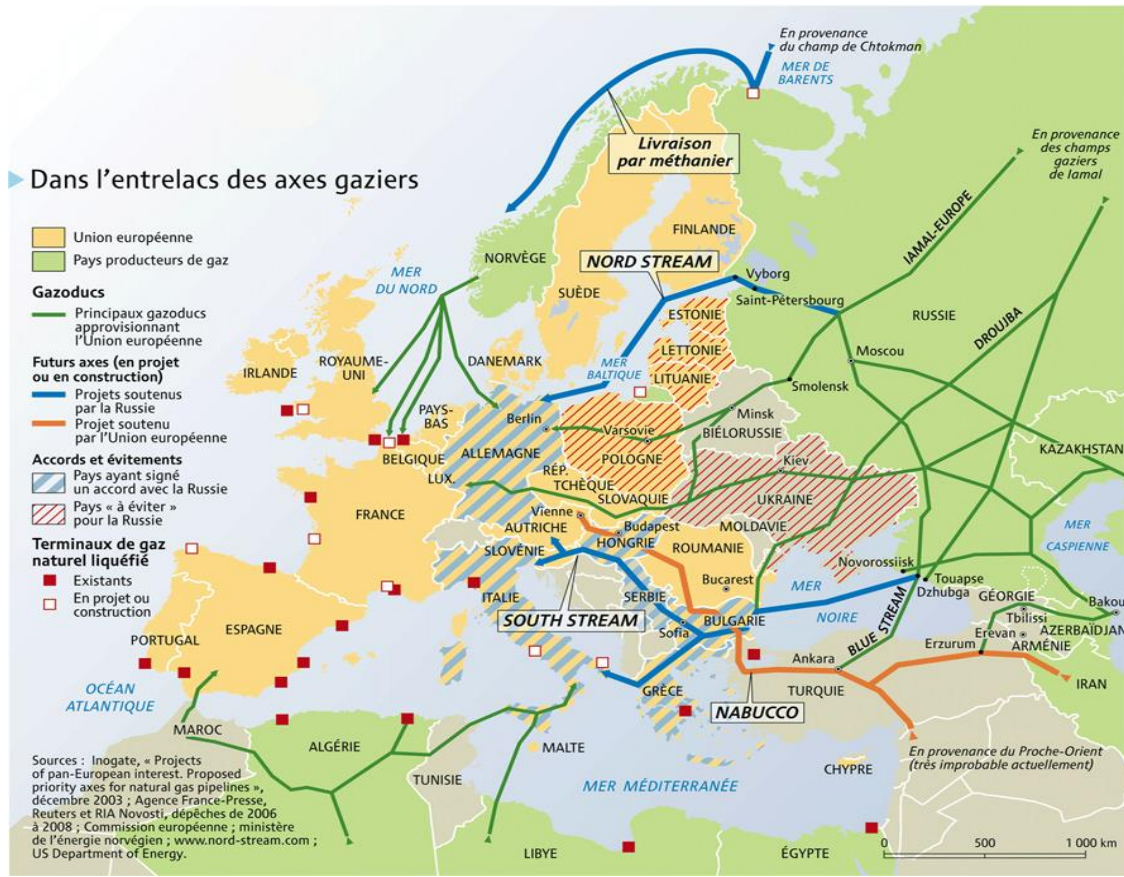 En provenance
du champ de Chtokman
MER DE
BARENTS
Livraison
par méthanier
En provenance
des champs
gaziers
de Iamal
Dans l'entrelacs des axes gaziers
Union européenne
Pays producteurs de gaz
Gazoducs
Principaux gazoducs
approvisionnant
l'Union européenne
Futurs axes (en projet
ou en construction)
Projets soutenus
par la Russie
Projet soutenu
par l'Union européenne
Accords et évitements
Pays ayant signé
un accord avec la Russie
Pays « à éviter »
pour la Russie
Terminaux de gaz
naturel liquéfié
Existants
En projet ou
construction
FINLANDE
NORVÈGE
NORD STREAM
IAMAL-EUROPE
MER
DU NORD
SUÈDE
Vyborg
Saint-Pétersbourg
ESTONIE
RUSSIE
DROUJBA
LETTONIE
Moscou
ROYAUME-
UNI
IRLANDE
DANEMARK
MER
BALTIQUE
LITUANIE
Smolensk
PAYS-
BAS
Berlin
Minsk
BIÉLORUSSIE
Varsovie
POLOGNE
KAZAKHSTAN
BELGIQUE
ALLEMAGNE
LUX.
RÉP.
TCHÈQUE
Kiev
UKRAINE
SLOVAQUIE
FRANCE
Vienne
AUTRICHE
Budapest
HONGRIE
MOLDAVIE
MER
CASPIENNE
SLOVÉNIE
ROUMANIE
Novorossiisk
Touapse
Dzhubga
Bucarest
MER
NOIRE
ITALIE
SERBIE
SOUTH STREAM
BULGARIE
Sofia
BLUE STREAM
GÉORGIE
Tbilissi
Bakou
AZERBAÏDJAN
Erevan
ARMÉNIE
Erzurum
PORTUGAL
ESPAGNE
Ankara
TURQUIE
IRAN
GRÈCE
NABUCCO
OCÉAN
ATLANTIQUE
MAROC
ALGÉRIE
TUNISIE
MALTE
MER MÉDITERRANÉE
CHYPRE
En provenance du Proche-Orient
(très improbable actuellement)
LIBYE
ÉGYPTE
Sources : Inogate, « Projects
of pan-European interest. Proposed
priority axes for natural gas pipelines »,
décembre 2003 ; Agence France-Presse,
Reuters et RIA Novosti, dépêches de 2006
à 2008 ; Commission européenne ; ministère
de l'énergie norvégien ; www.nord-stream.com ;
US Department of Energy.
0 500 1 000 km